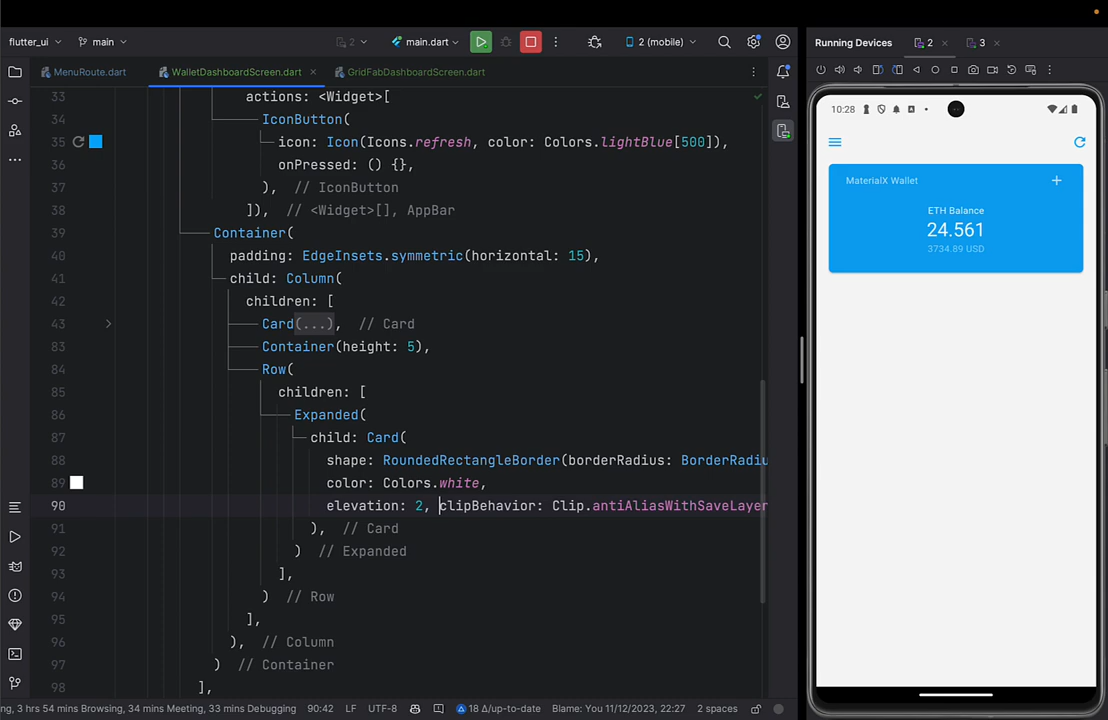 flutter_ui
main
2
main.dart
2 (mobile)
Running Devices
2
3
MenuRoute.dart
WalletDashboardScreen.dart
GridFabDashboardScreen.dart
33 actions: <Widget>[
34 IconButton(
35 icon: Icon(Icons.refresh, color: Colors.lightBlue[500]),
36 onPressed: () {},
37 ), // IconButton
38 ]), // <Widget>[], AppBar
39 Container(
40 padding: EdgeInsets.symmetric(horizontal: 15),
41 child: Column(
42 children: [
43 Card(...), // Card
83 Container(height: 5),
84 Row(
85 children: [
86 Expanded(
87 child: Card(
88 shape: RoundedRectangleBorder(borderRadius: BorderRadiu
89 color: Colors.white,
90 elevation: 2, clipBehavior: Clip.antiAliasWithSaveLayer
91 ), // Card
92 ) // Expanded
93 ],
94 ) // Row
95 ],
96 ), // Column
97 ) // Container
98 ],
10:28
MaterialX Wallet
ETH Balance
24.561
3734.89 USD
ng, 3 hrs 54 mins Browsing, 34 mins Meeting, 33 mins Debugging
90:42
LF
UTF-8
18 Δ/up-to-date
Blame: You 11/12/2023, 22:27
2 spaces